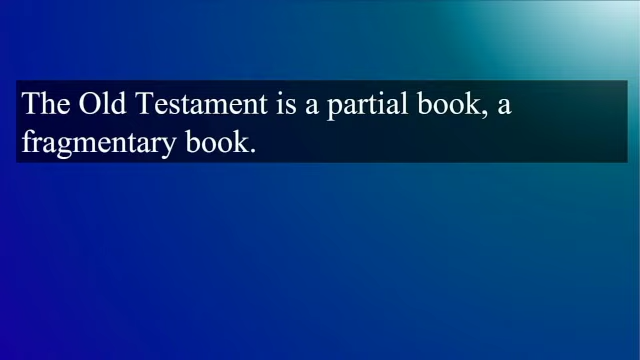 The Old Testament is a partial book, a
fragmentary book.